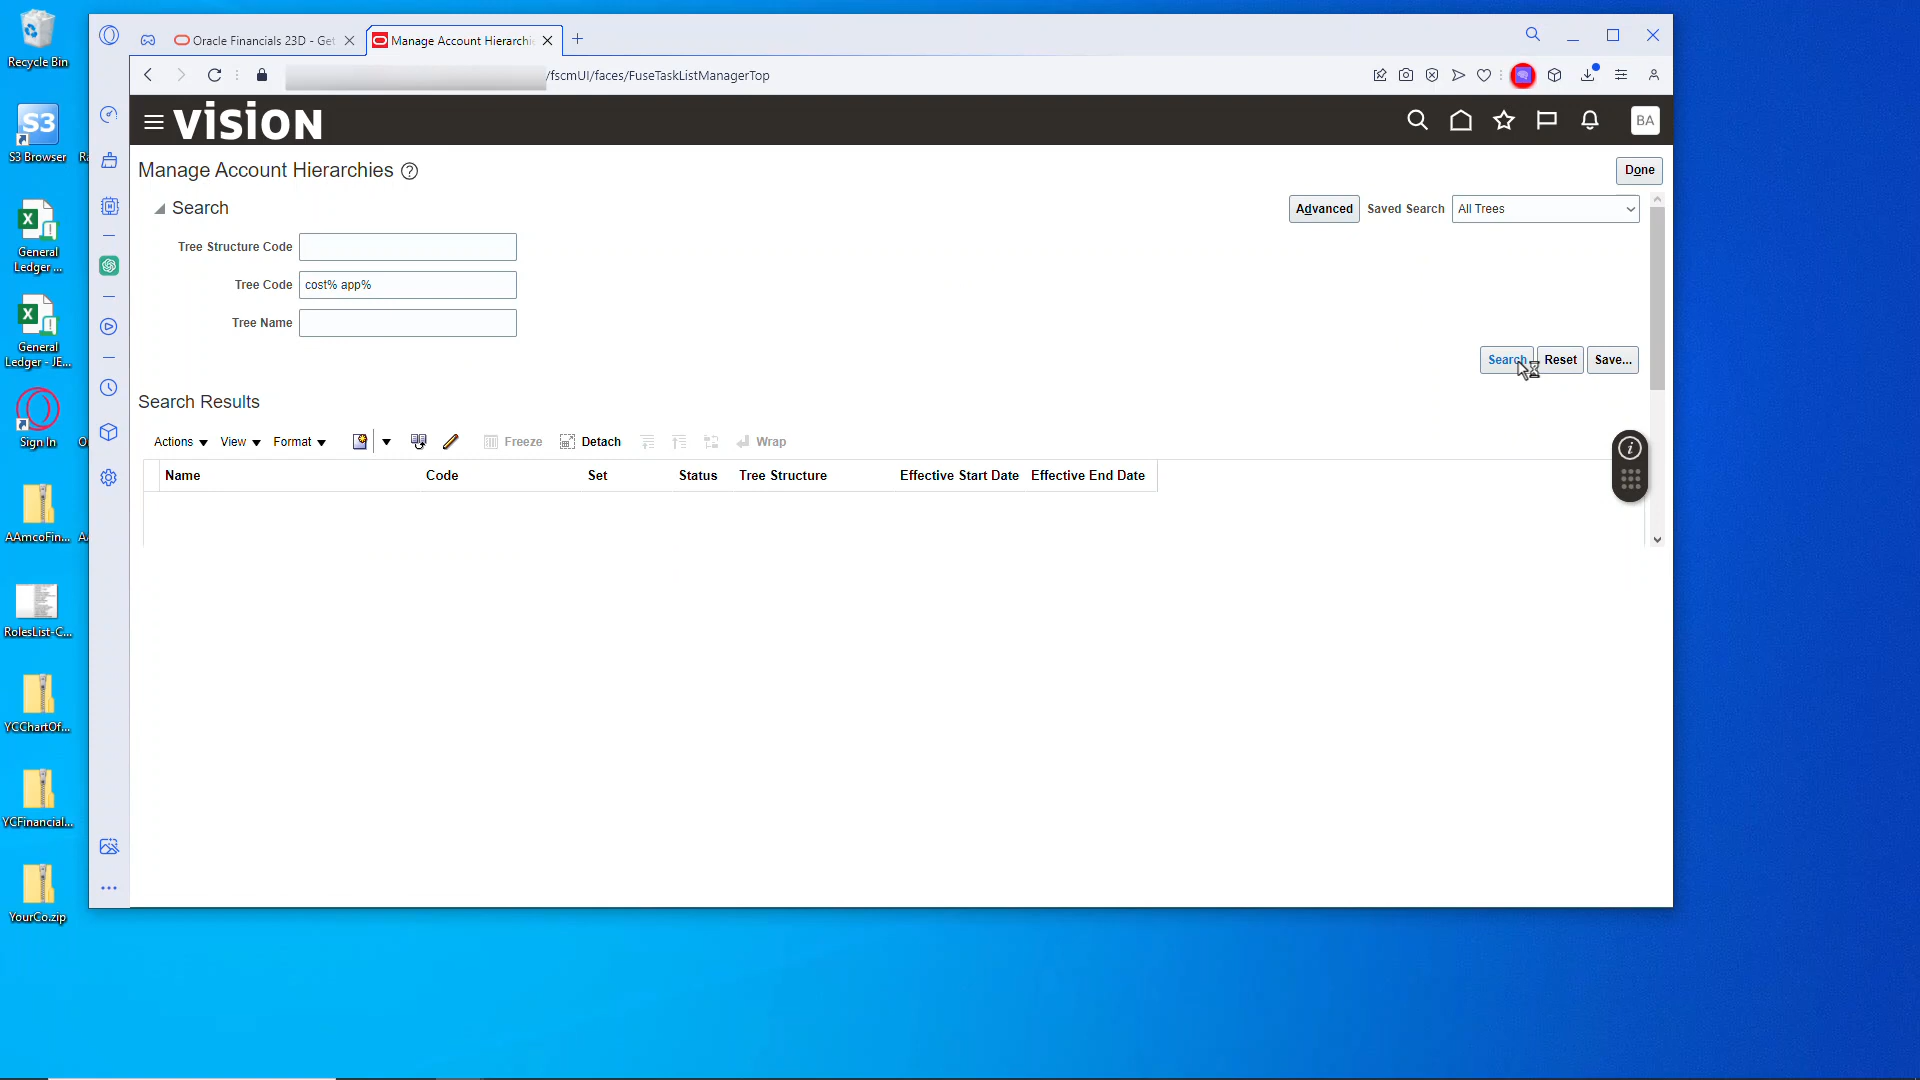 Recycle Bin
S3
S3 Browser
General
Ledger ...
General
Ledger - JE...
Sign In
AAmcoFin...
RolesList-C...
YCChartOf...
YCFinancial...
YourCo.zip
Oracle Financials 23D - Get
Manage Account Hierarchi
/fscmUI/faces/FuseTaskListManagerTop
VISION
BA
Manage Account Hierarchies ?
Done
Search
Advanced Saved Search All Trees
Tree Structure Code
Tree Code cost% app%
Tree Name
Search Reset Save...
Search Results
Actions View Format Freeze Detach Wrap
Name Code Set Status Tree Structure Effective Start Date Effective End Date